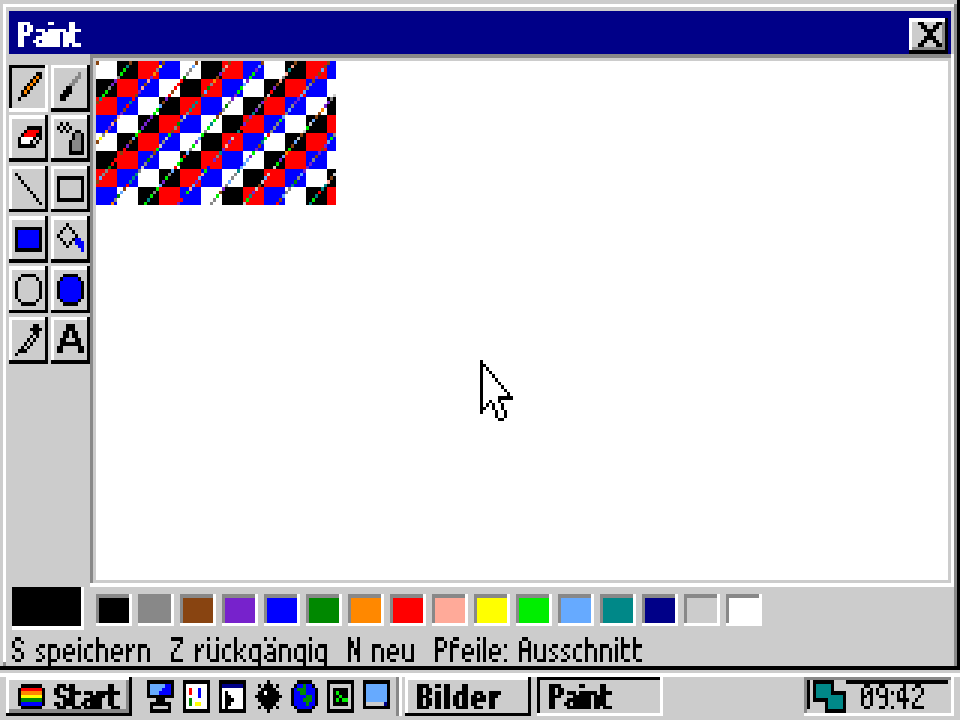 Paint
A
S speichern Z rückgängig N neu Pfeile: Ausschnitt
Start Bilder Paint 09:42